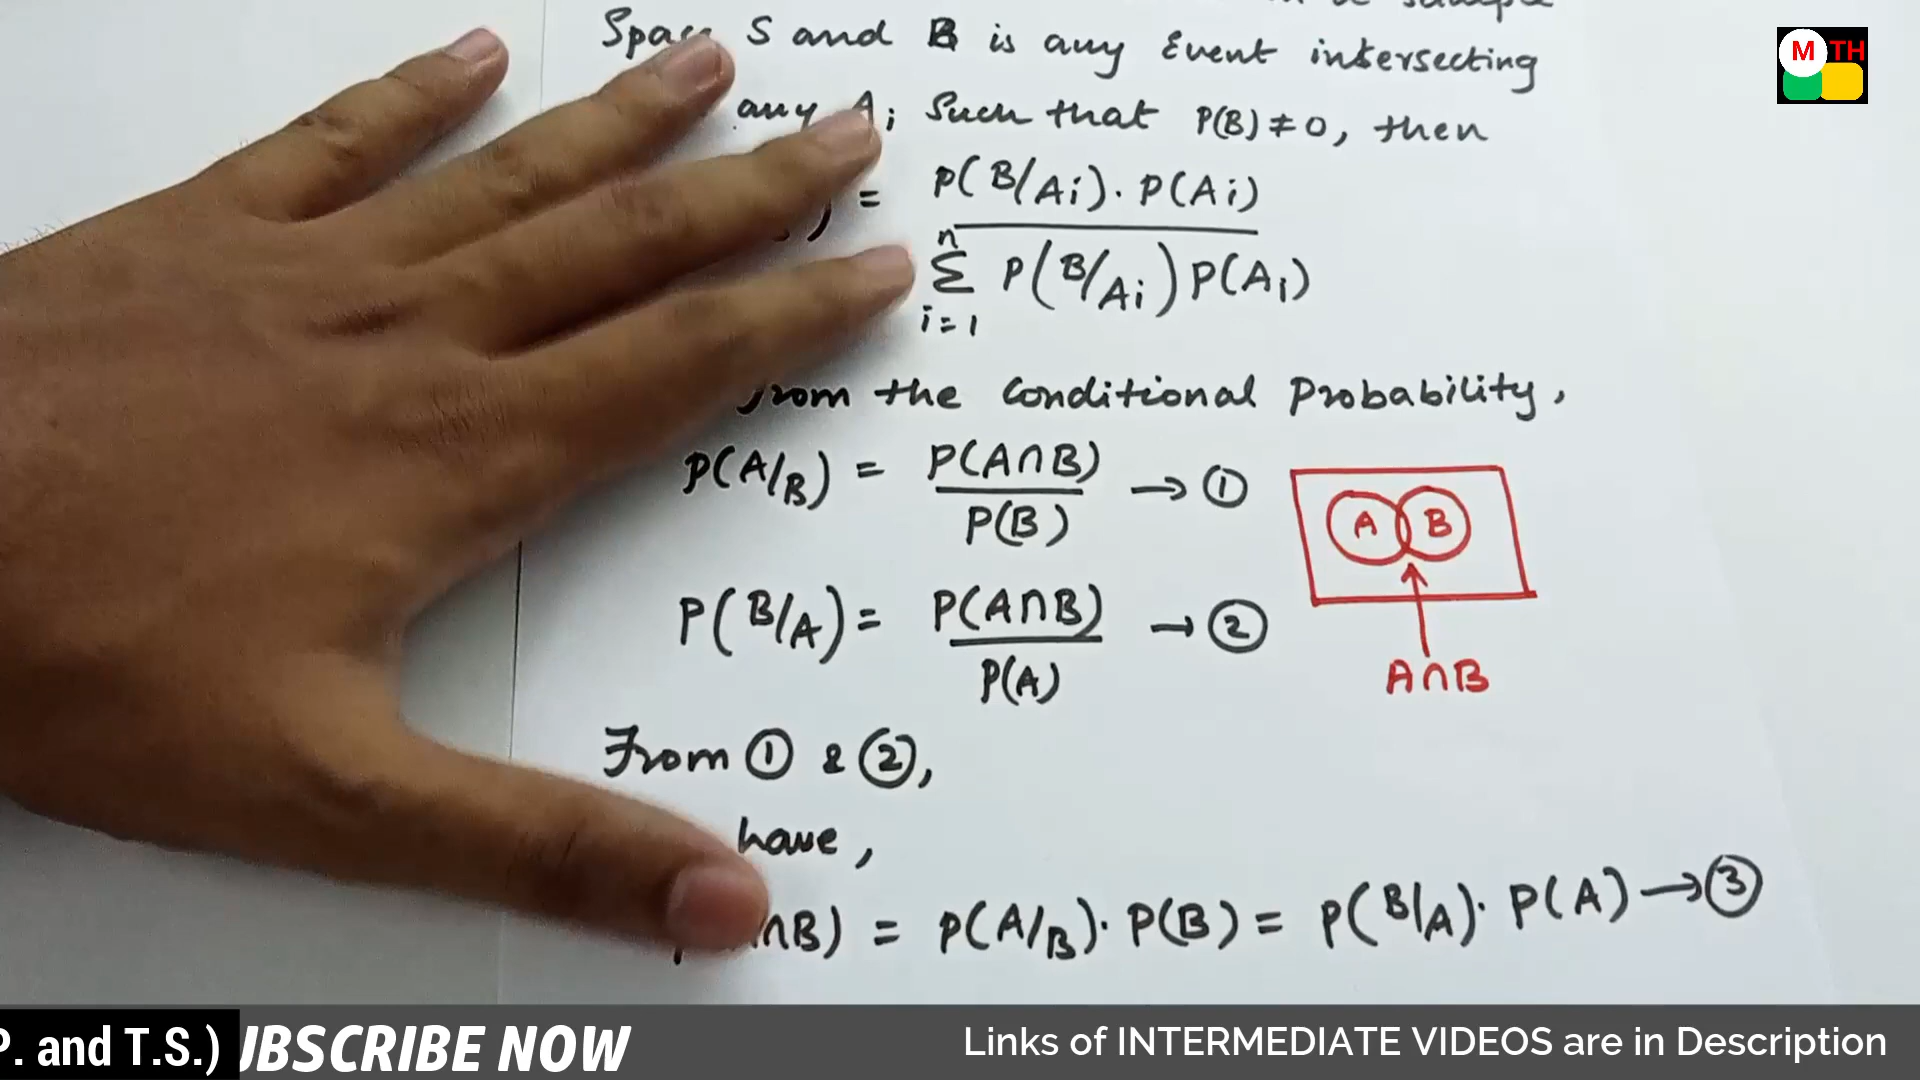 Space S and B is any Event intersecting
any Ai Such that P(B) ≠ 0, then
) = P(B/Ai). P(Ai)
n
Σ P(B/Ai) P(Ai)
i=1
from the Conditional Probability,
P(A/B) = P(A∩B) / P(B) → ①
A B
P(B/A) = P(A∩B) / P(A) → ②
A∩B
From ① & ②,
have,
∩B) = P(A/B). P(B) = P(B/A). P(A) → ③
M TH
P. and T.S.) UBSCRIBE NOW Links of INTERMEDIATE VIDEOS are in Description